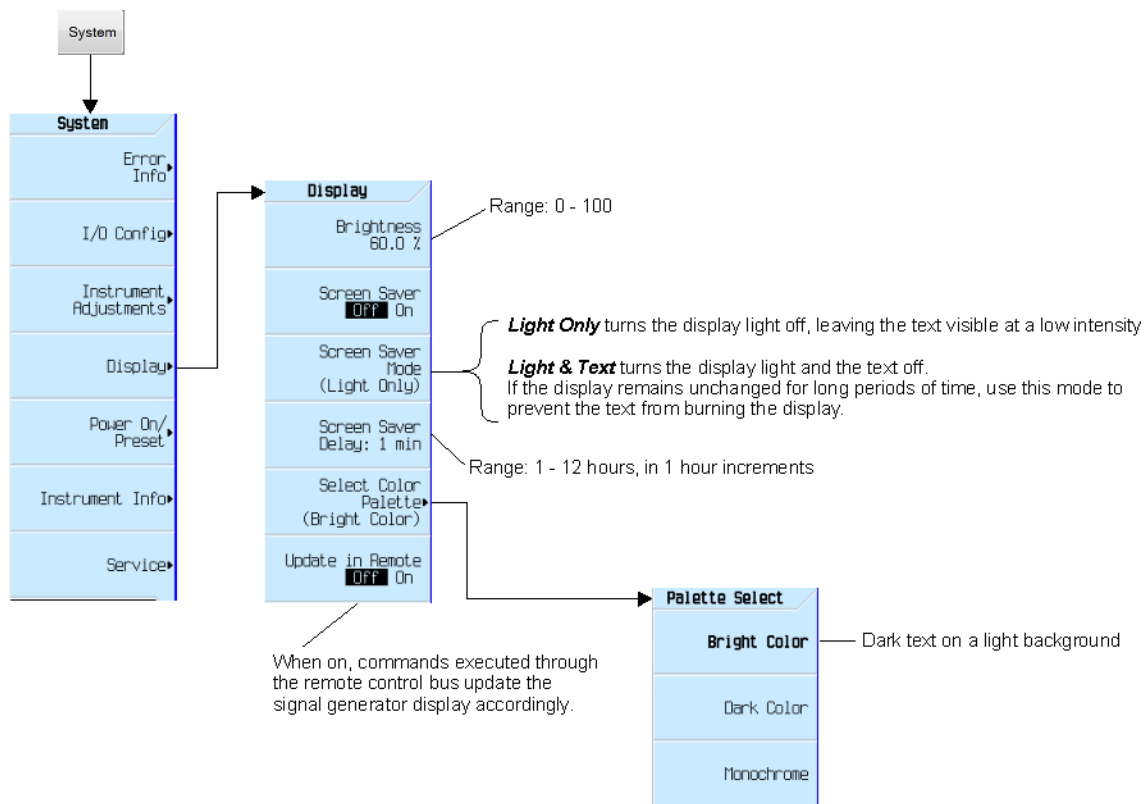 System
System
Error
Info
I/O Config
Instrument
Adjustments
Display
Power On/
Preset
Instrument Info
Service
Display
Brightness
60.0 %
Screen Saver
Off On
Screen Saver
Mode
(Light Only)
Screen Saver
Delay: 1 min
Select Color
Palette
(Bright Color)
Update in Remote
Off On
Range: 0 - 100
Light Only turns the display light off, leaving the text visible at a low intensity
Light & Text turns the display light and the text off.
If the display remains unchanged for long periods of time, use this mode to
prevent the text from burning the display.
Range: 1 - 12 hours, in 1 hour increments
When on, commands executed through
the remote control bus update the
signal generator display accordingly.
Palette Select
Bright Color
Dark Color
Monochrome
Dark text on a light background